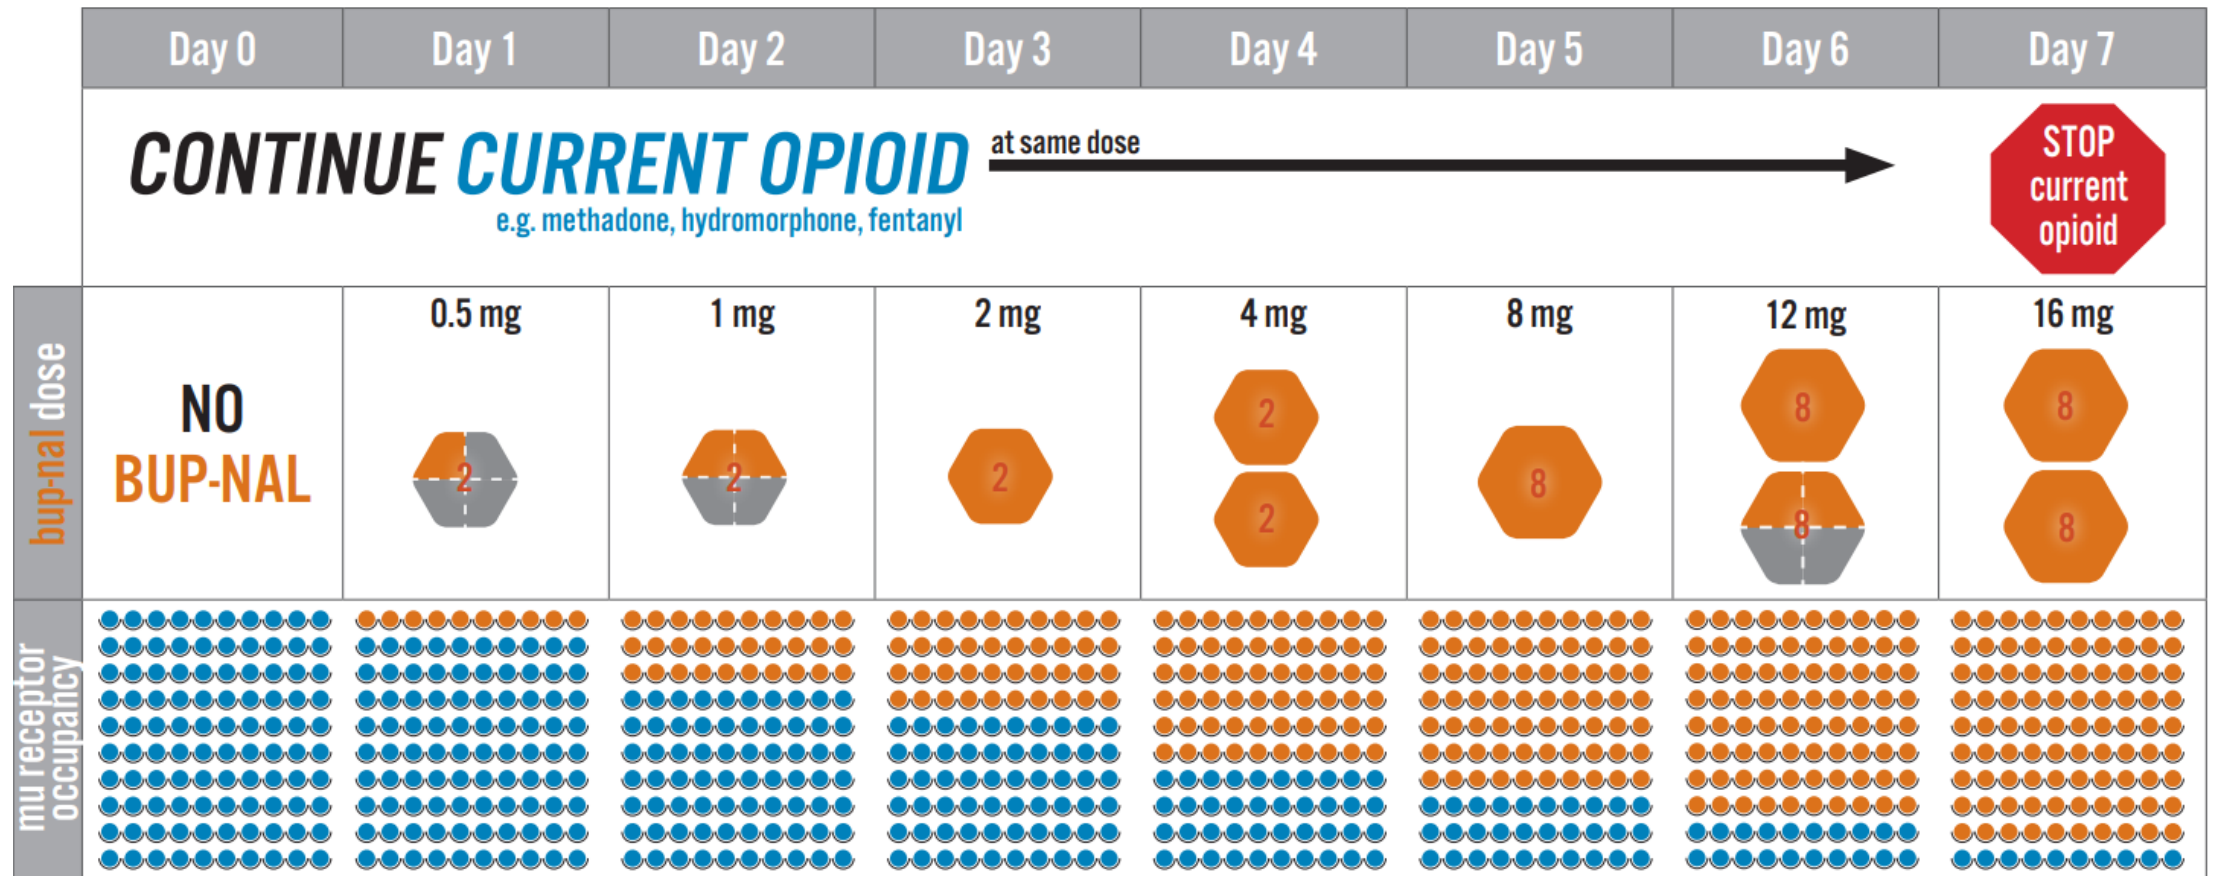 Day 0 Day 1 Day 2 Day 3 Day 4 Day 5 Day 6 Day 7
CONTINUE CURRENT OPIOID at same dose
e.g. methadone, hydromorphone, fentanyl
STOP
current
opioid
bup-nal dose
NO
BUP-NAL
0.5 mg
2
1 mg
2
2 mg
2
4 mg
2
2
8 mg
8
12 mg
8
8
16 mg
8
8
mu receptor
occupancy